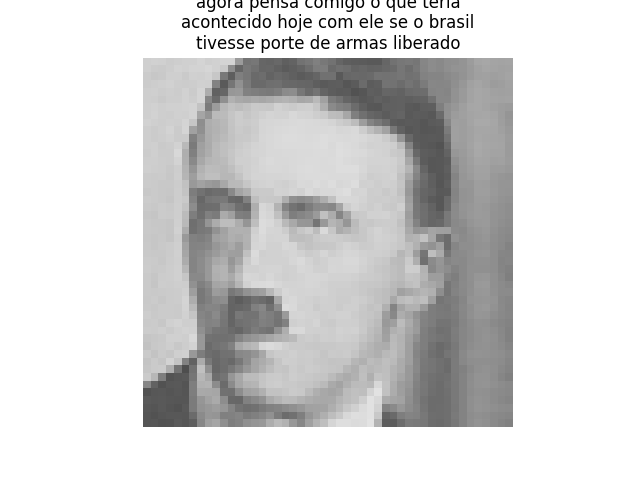 agora pensa comigo o que teria
acontecido hoje com ele se o brasil
tivesse porte de armas liberado